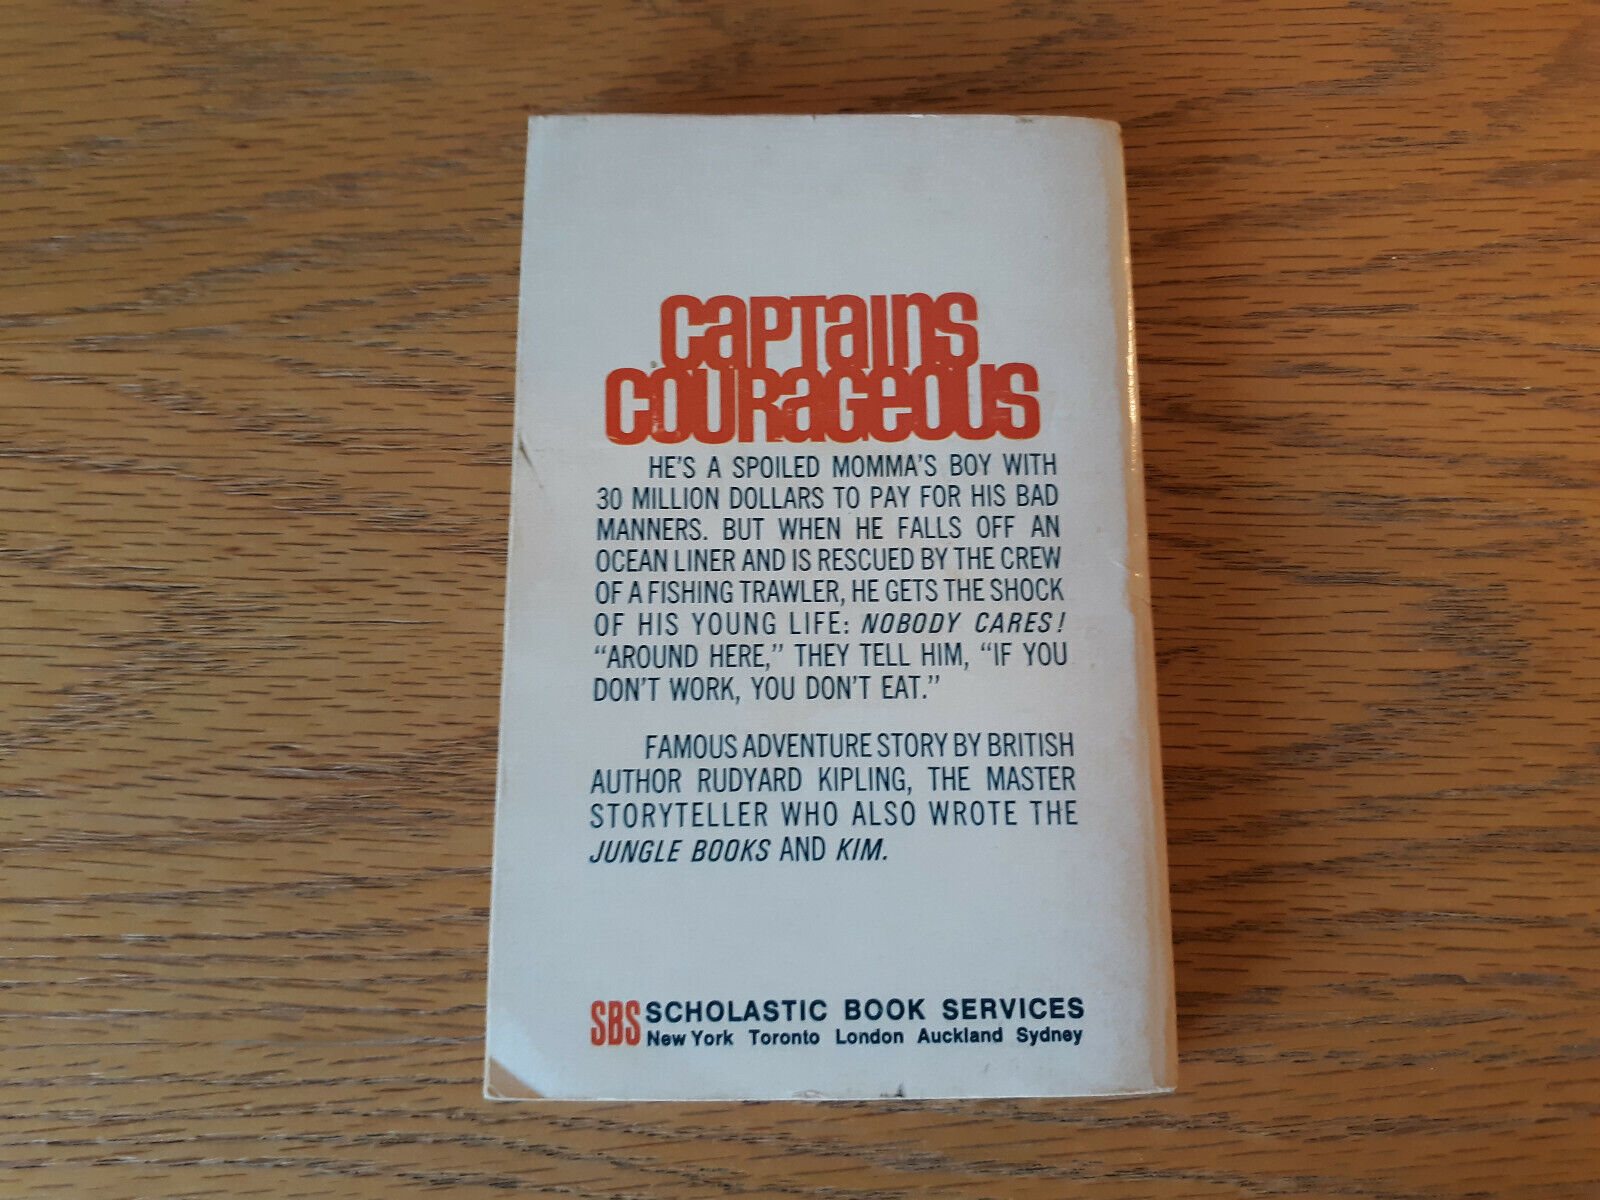 CaPTaiNS
COURaGeOUS
HE'S A SPOILED MOMMA'S BOY WITH
30 MILLION DOLLARS TO PAY FOR HIS BAD
MANNERS. BUT WHEN HE FALLS OFF AN
OCEAN LINER AND IS RESCUED BY THE CREW
OF A FISHING TRAWLER, HE GETS THE SHOCK
OF HIS YOUNG LIFE: NOBODY CARES!
“AROUND HERE,” THEY TELL HIM, “IF YOU
DON'T WORK, YOU DON'T EAT.”
FAMOUS ADVENTURE STORY BY BRITISH
AUTHOR RUDYARD KIPLING, THE MASTER
STORYTELLER WHO ALSO WROTE THE
JUNGLE BOOKS AND KIM.
SBS SCHOLASTIC BOOK SERVICES
New York Toronto London Auckland Sydney